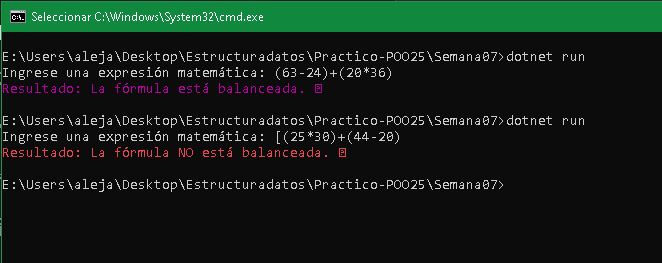 Seleccionar C:\Windows\System32\cmd.exe
E:\Users\aleja\Desktop\Estructuradatos\Practico-POO25\Semana07>dotnet run
Ingrese una expresión matemática: (63-24)+(20*36)
Resultado: La fórmula está balanceada. �
E:\Users\aleja\Desktop\Estructuradatos\Practico-POO25\Semana07>dotnet run
Ingrese una expresión matemática: [(25*30)+(44-20)
Resultado: La fórmula NO está balanceada. �
E:\Users\aleja\Desktop\Estructuradatos\Practico-POO25\Semana07>